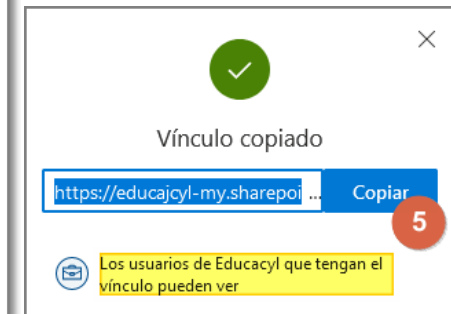 Vínculo copiado
https://educajcyl-my.sharepoi ... Copiar
5
Los usuarios de Educacyl que tengan el
vínculo pueden ver